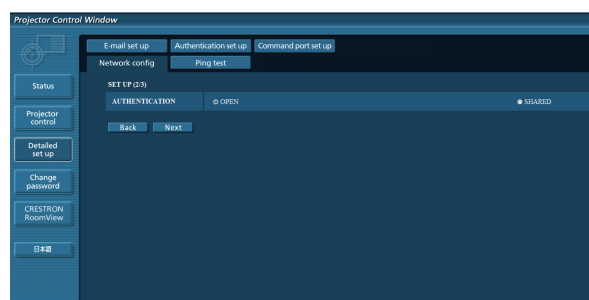 Projector Control Window
E-mail set up
Authentication set up
Command port set up
Network config
Ping test
Status
Projector
control
Detailed
set up
Change
password
CRESTRON
RoomView
日本語
SET UP (2/3)
AUTHENTICATION
OPEN
SHARED
Back
Next